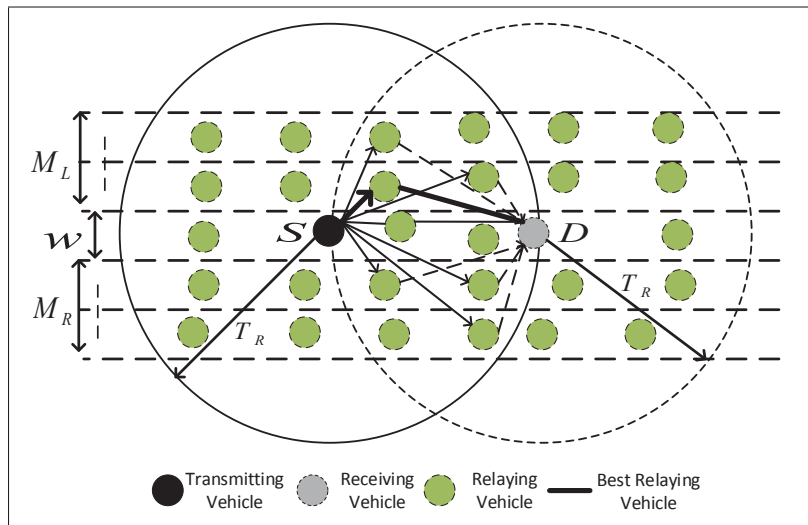 M_L
w
S
D
M_R
T_R
T_R
Transmitting Vehicle
Receiving Vehicle
Relaying Vehicle
Best Relaying Vehicle